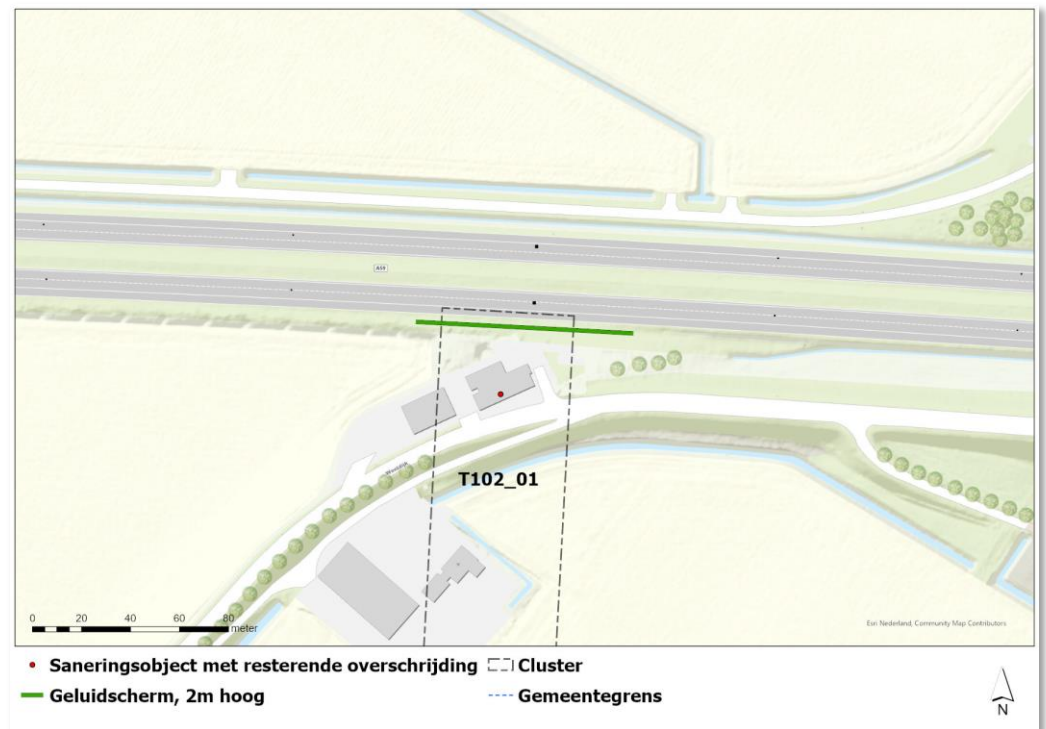 A59
T102_01
0 20 40 60 80
meter
Esri Nederland, Community Map Contributors
Saneringsobject met resterende overschrijding
Cluster
Geluidscherm, 2m hoog
Gemeentegrens
N